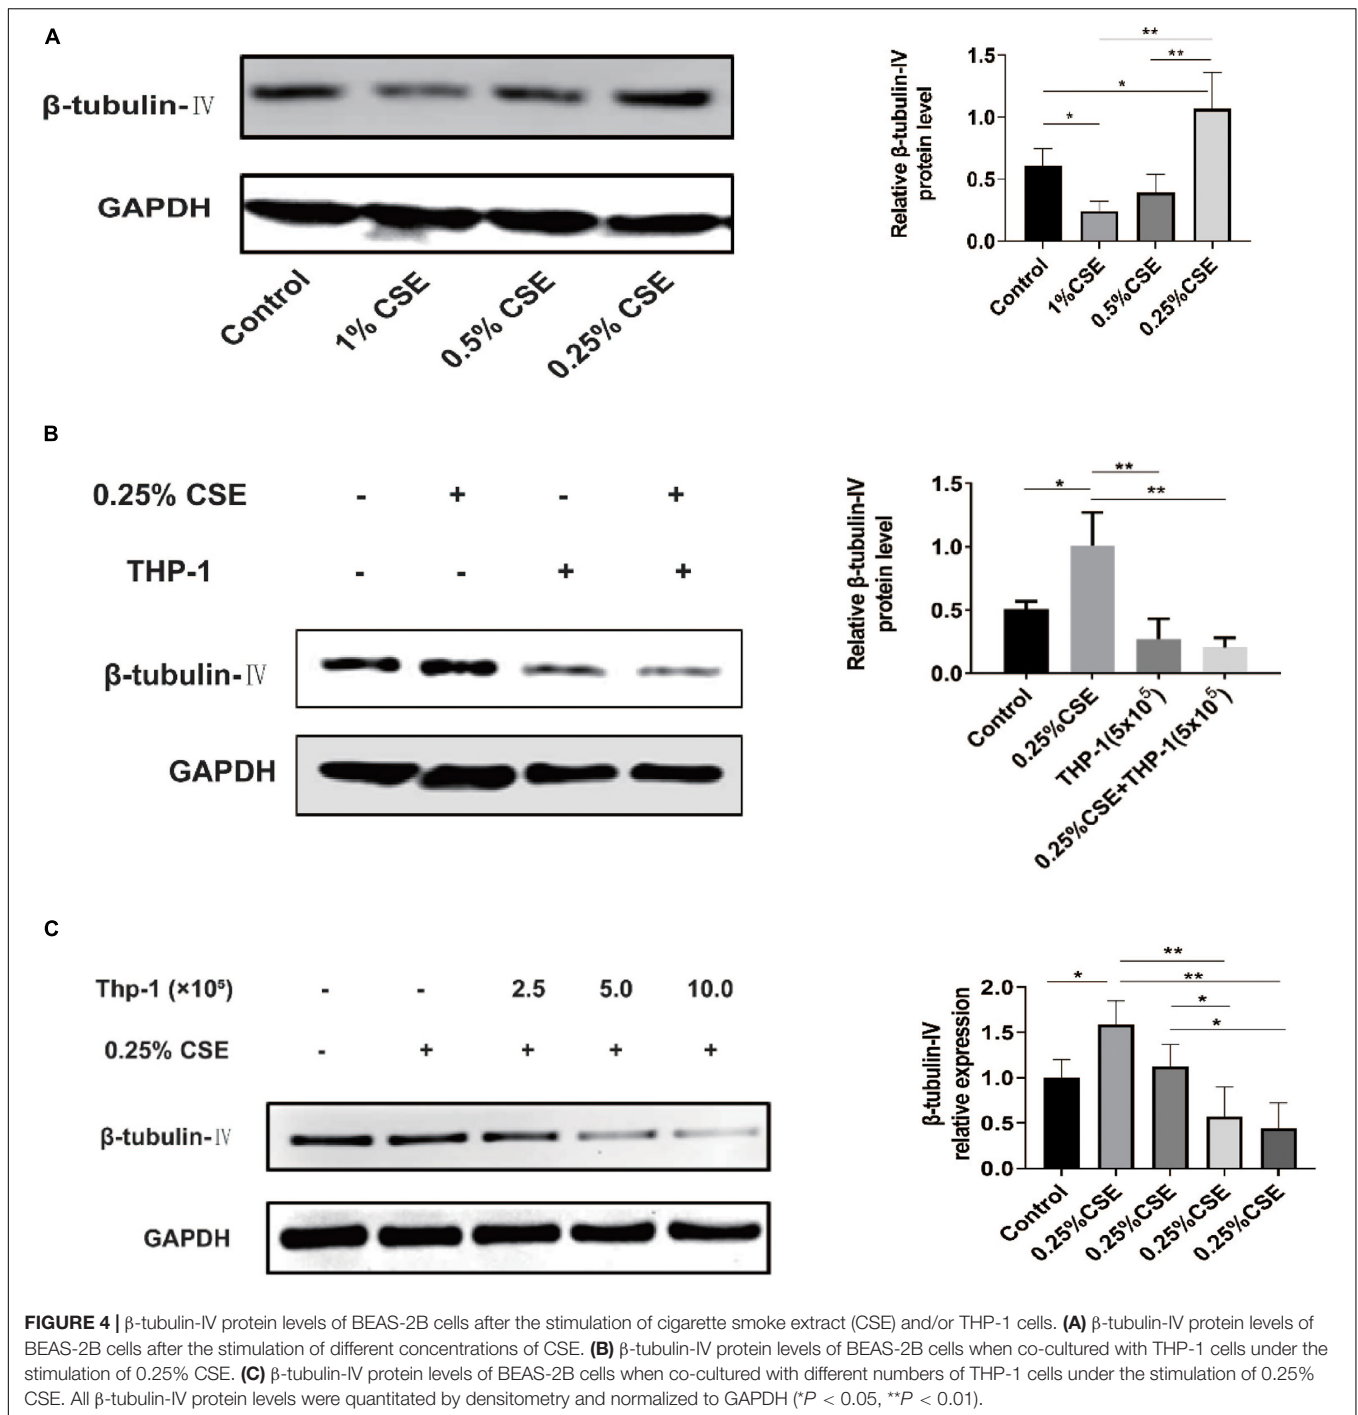 A
β-tubulin-Ⅳ
GAPDH
Control
1% CSE
0.5% CSE
0.25% CSE
Relative β-tubulin-IV
protein level
1.5
1.0
0.5
0.0
**
**
*
*
Control
1%CSE
0.5%CSE
0.25%CSE
B
0.25% CSE - + - +
THP-1 - - + +
β-tubulin-Ⅳ
GAPDH
Relative β-tubulin-IV
protein level
1.5
1.0
0.5
0.0
**
*
**
Control
0.25%CSE
THP-1(5x10⁵)
0.25%CSE+THP-1(5x10⁵)
C
Thp-1 (×10⁵) - - 2.5 5.0 10.0
0.25% CSE - + + + +
β-tubulin-Ⅳ
GAPDH
β-tubulin-IV
relative expression
2.0
1.5
1.0
0.5
0.0
**
*
**
*
*
Control
0.25%CSE
0.25%CSE
0.25%CSE
0.25%CSE
FIGURE 4 | β-tubulin-IV protein levels of BEAS-2B cells after the stimulation of cigarette smoke extract (CSE) and/or THP-1 cells. (A) β-tubulin-IV protein levels of
BEAS-2B cells after the stimulation of different concentrations of CSE. (B) β-tubulin-IV protein levels of BEAS-2B cells when co-cultured with THP-1 cells under the
stimulation of 0.25% CSE. (C) β-tubulin-IV protein levels of BEAS-2B cells when co-cultured with different numbers of THP-1 cells under the stimulation of 0.25%
CSE. All β-tubulin-IV protein levels were quantitated by densitometry and normalized to GAPDH (*P < 0.05, **P < 0.01).